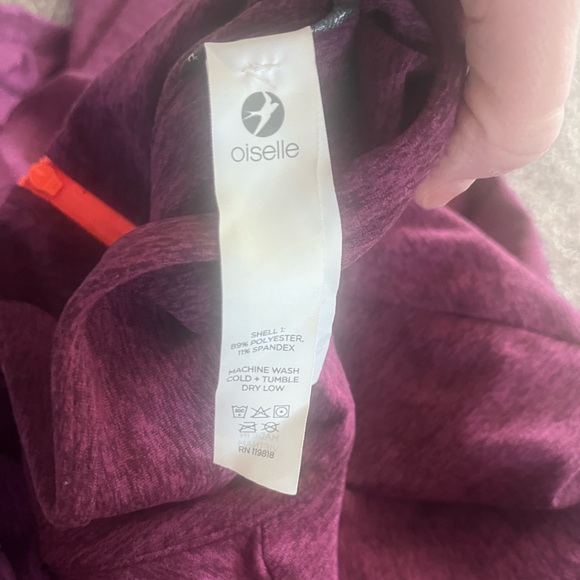 oiselle
SHELL 1:
89% POLYESTER,
11% SPANDEX
MACHINE WASH
COLD + TUMBLE
DRY LOW
RN 119818